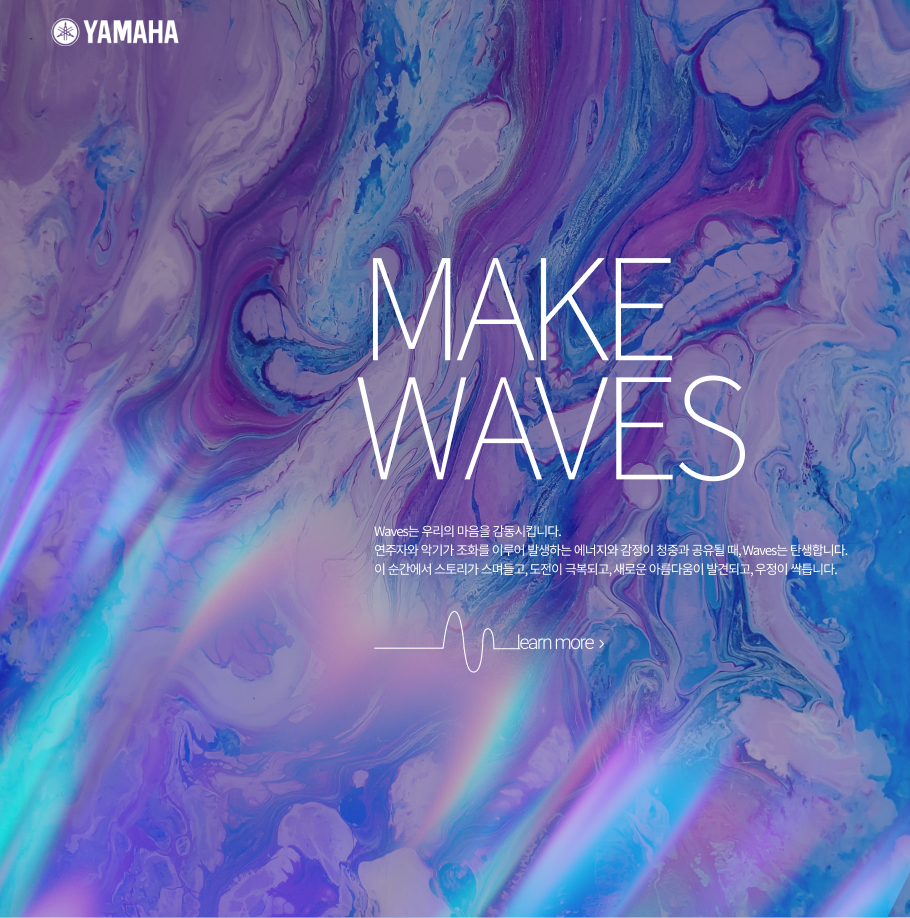 YAMAHA
MAKE
WAVES
Waves는 우리의 마음을 감동시킵니다.
연주자와 악기가 조화를 이루어 발생하는 에너지와 감정이 청중과 공유될 때, Waves는 탄생합니다.
이 순간에서 스토리가 스며들고, 도전이 극복되고, 새로운 아름다움이 발견되고, 우정이 싹틉니다.
learn more >